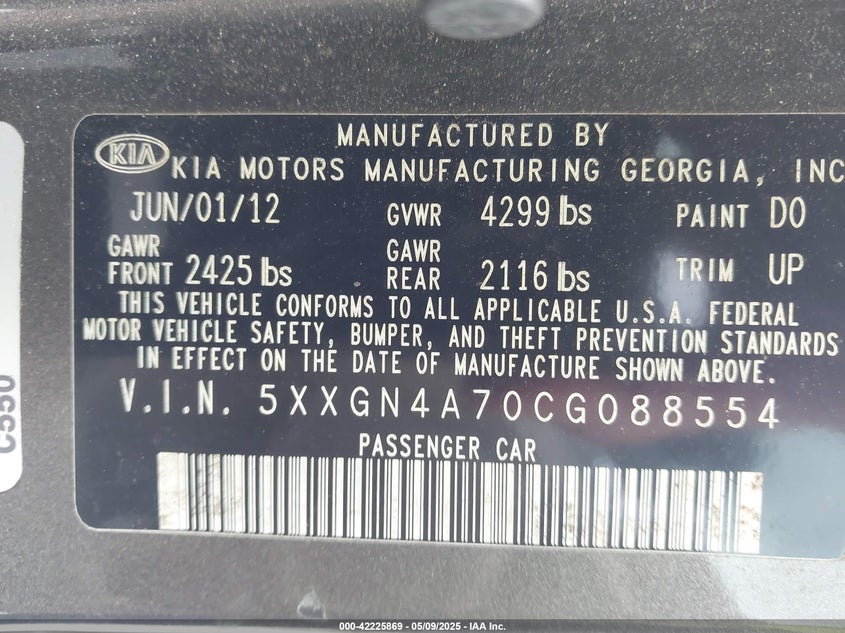 MANUFACTURED BY
KIA KIA MOTORS MANUFACTURING GEORGIA, INC
JUN/01/12 GVWR 4299 lbs PAINT DO
GAWR FRONT 2425 lbs GAWR REAR 2116 lbs TRIM UP
THIS VEHICLE CONFORMS TO ALL APPLICABLE U.S.A. FEDERAL
MOTOR VEHICLE SAFETY, BUMPER, AND THEFT PREVENTION STANDARDS
IN EFFECT ON THE DATE OF MANUFACTURE SHOWN ABOVE.
V.I.N. 5XXGN4A70CG088554
PASSENGER CAR
C550
000-42225869 - 05/09/2025 - IAA Inc.